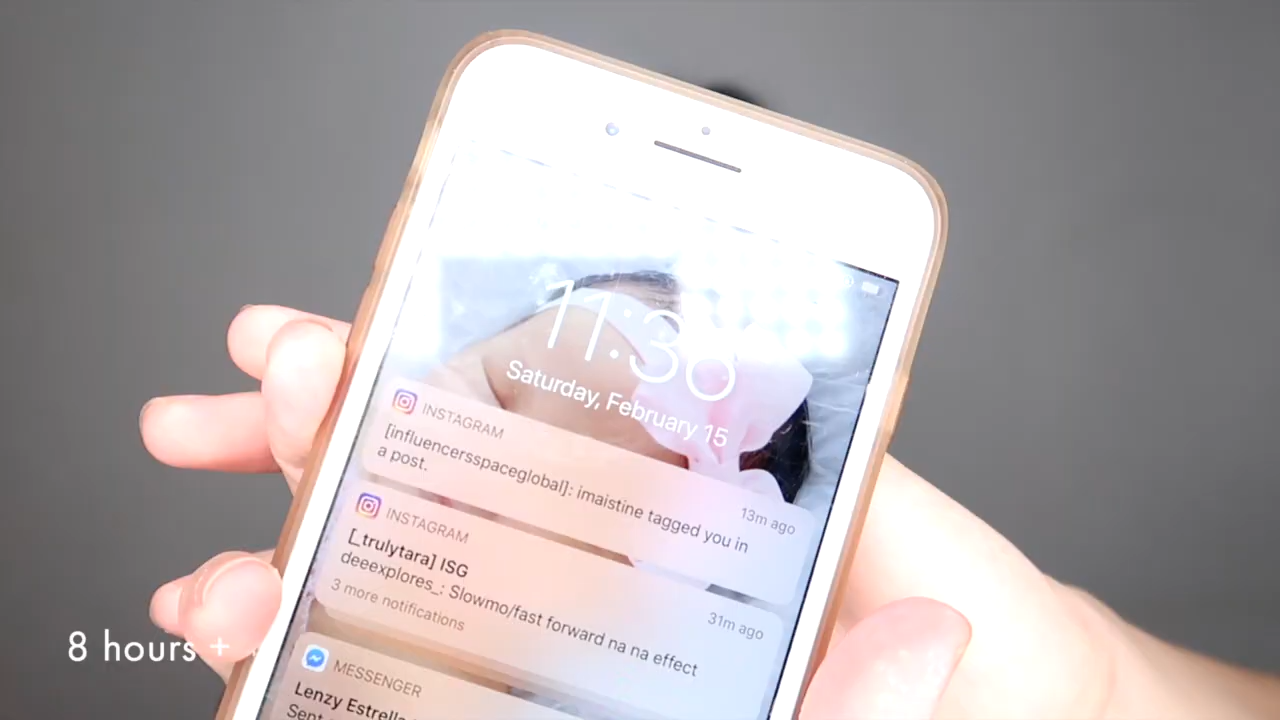 11:38
Saturday, February 15
INSTAGRAM
13m ago
[influencersspaceglobal]: imaistine tagged you in
a post.
INSTAGRAM
31m ago
[_trulytara] ISG
deeexplores_: Slowmo/fast forward na na effect
3 more notifications
MESSENGER
Lenzy Estrella
Sent
8 hours +